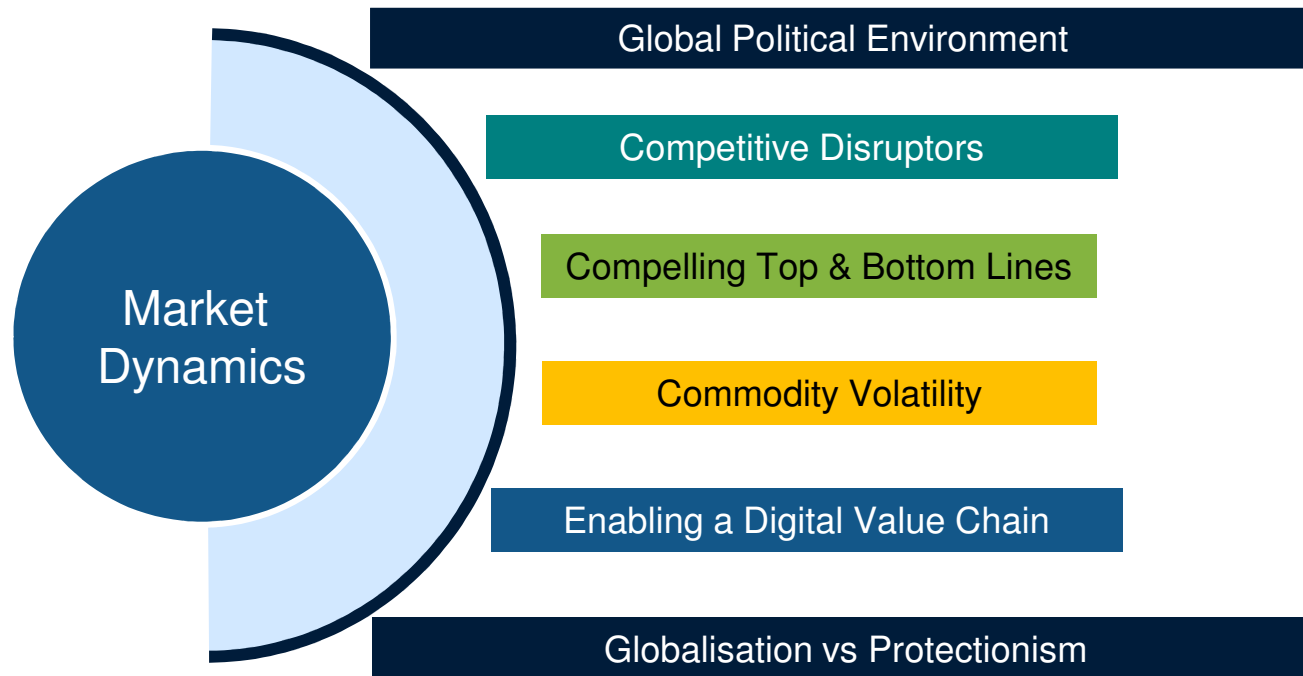 Global Political Environment
Competitive Disruptors
Compelling Top & Bottom Lines
Market
Dynamics
Commodity Volatility
Enabling a Digital Value Chain
Globalisation vs Protectionism